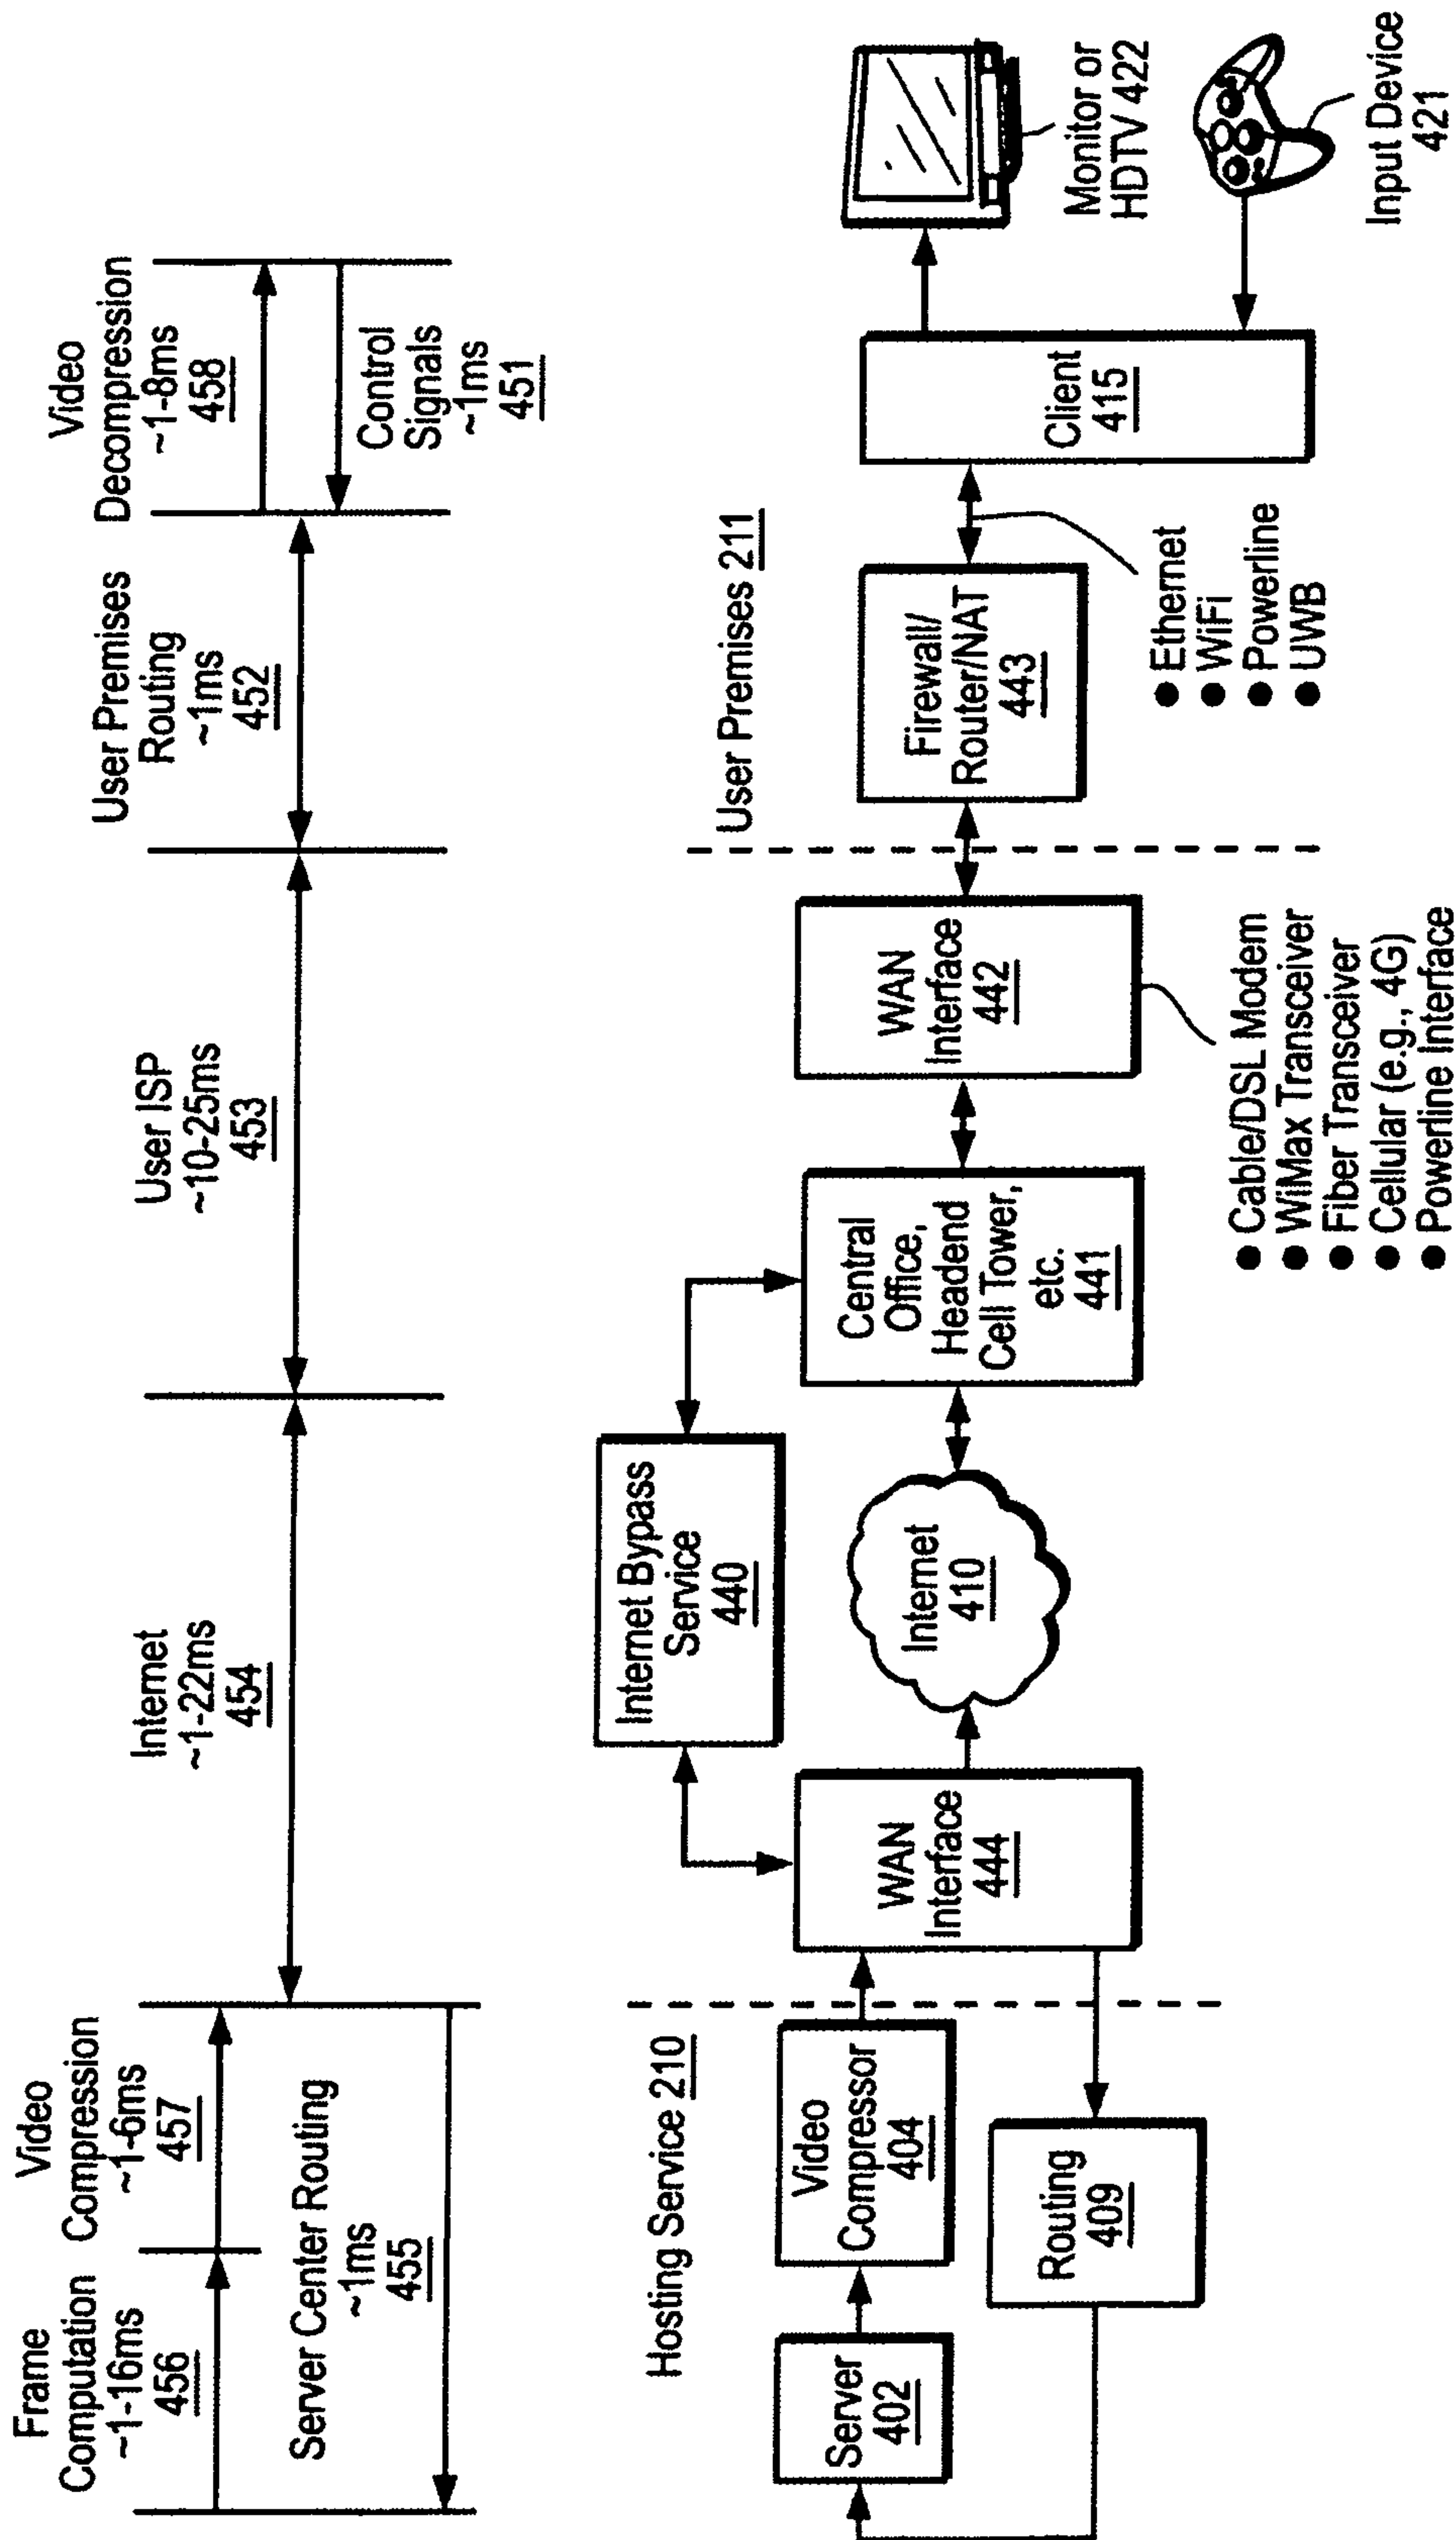 Frame
Computation
~1-16ms
456
Video
Compression
~1-6ms
457
Server Center Routing
~1ms
455
Internet
~1-22ms
454
User ISP
~10-25ms
453
User Premises
Routing
~1ms
452
Video
Decompression
~1-8ms
458
Control
Signals
~1ms
451
Hosting Service 210
Server
402
Video
Compressor
404
Routing
409
WAN
Interface
444
Internet Bypass
Service
440
Internet
410
Central
Office,
Headend
Cell Tower,
etc.
441
WAN
Interface
442
● Cable/DSL Modem
● WiMax Transceiver
● Fiber Transceiver
● Cellular (e.g., 4G)
● Powerline Interface
User Premises 211
Firewall/
Router/NAT
443
● Ethernet
● WiFi
● Powerline
● UWB
Client
415
Monitor or
HDTV 422
Input Device
421